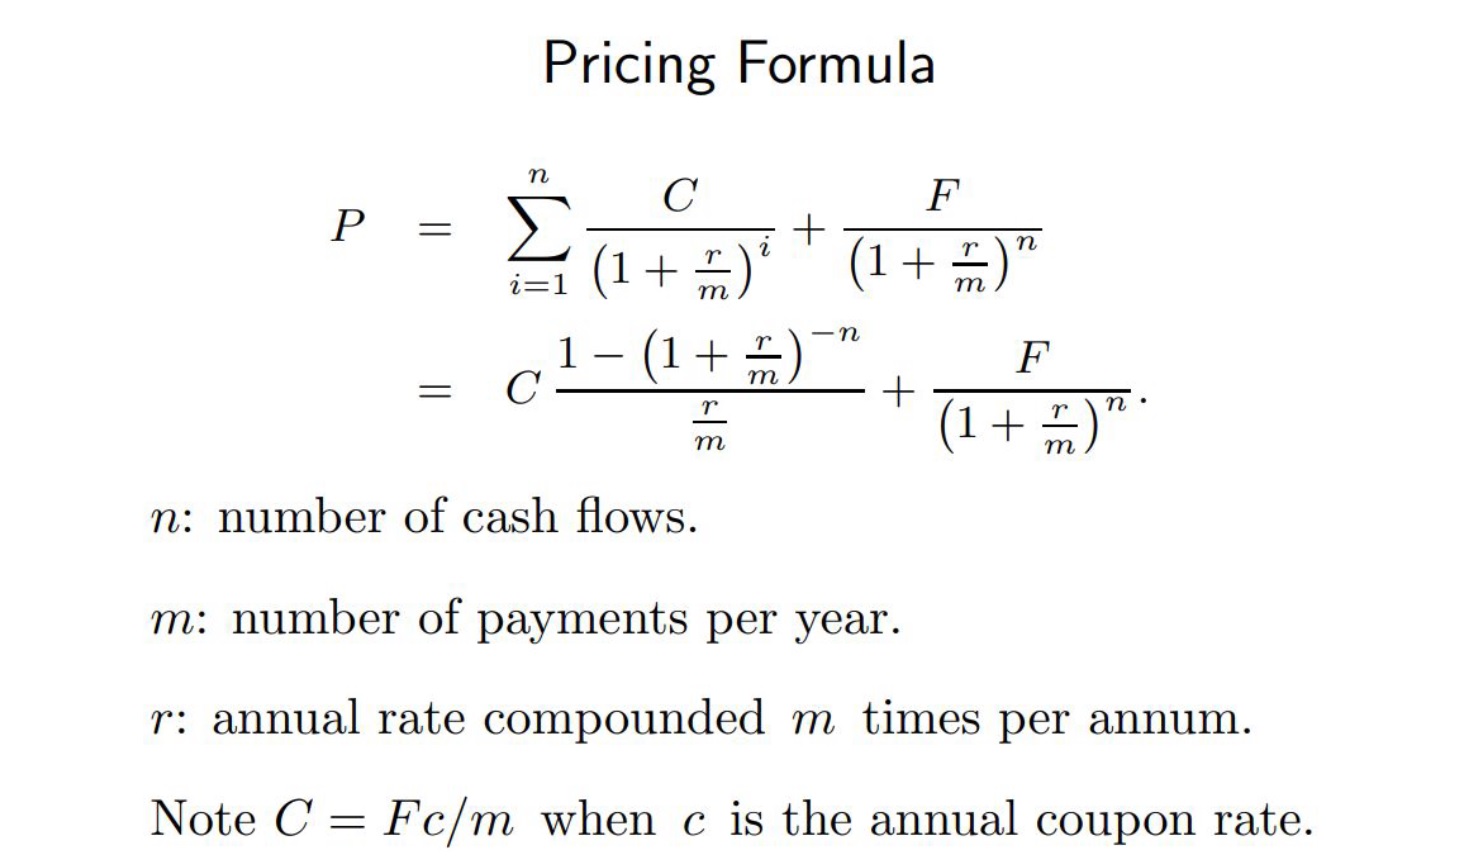 Pricing Formula
P = \sum_{i=1}^{n} \frac{C}{\left(1 + \frac{r}{m}\right)^{i}} + \frac{F}{\left(1 + \frac{r}{m}\right)^{n}}
= C \frac{1 - \left(1 + \frac{r}{m}\right)^{-n}}{\frac{r}{m}} + \frac{F}{\left(1 + \frac{r}{m}\right)^{n}}.
n: number of cash flows.
m: number of payments per year.
r: annual rate compounded m times per annum.
Note C = Fc/m when c is the annual coupon rate.